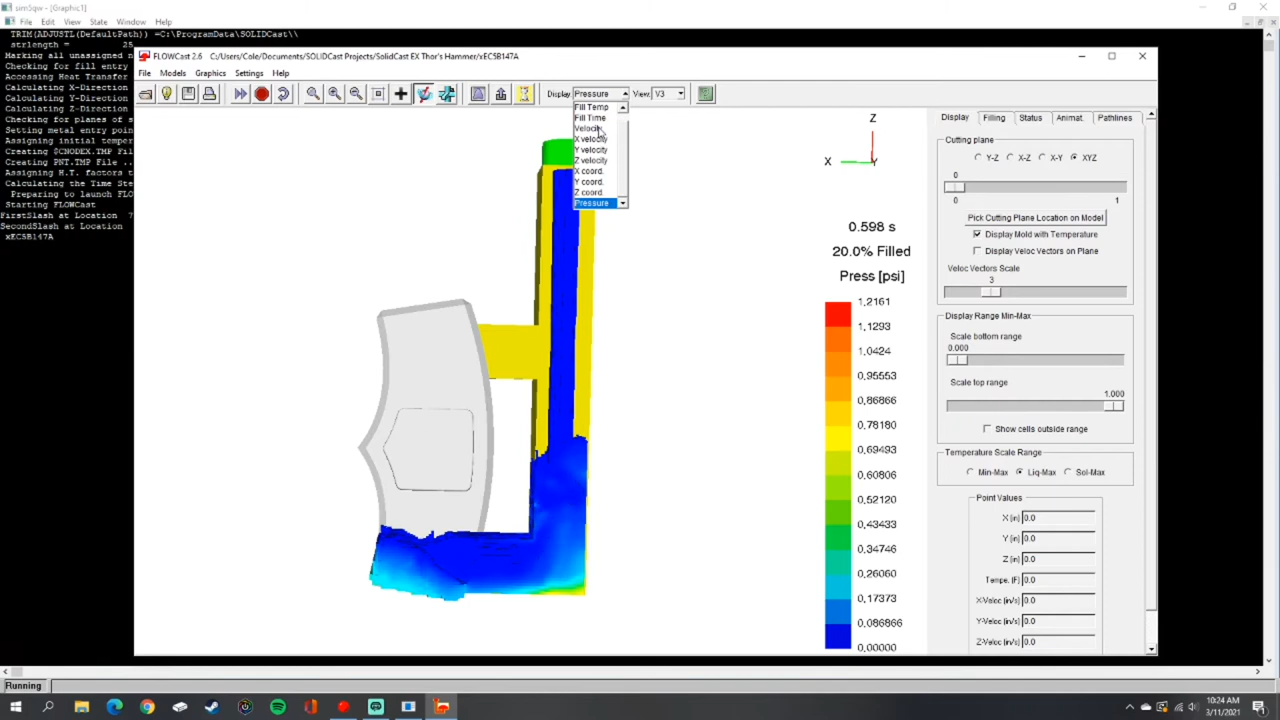 sim5qw - [Graphic1]
File Edit View State Window Help
TRIM(ADJUSTL(DefaultPath)) =C:\ProgramData\SOLIDCast\\
strlength = 25
Marking all unassigned n
Checking for fill entry
Accessing Heat Transfer
Calculating X-Direction
Calculating Y-Direction
Calculating Z-Direction
Checking for planes of s
Setting metal entry poin
Assigning initial temper
Creating @CNODEX.TMP Fil
Creating PNT.TMP File ..
Assigning H.T. factors t
Calculating the Time Ste
Preparing to launch FLO
Starting FLOWCast
FirstSlash at Location 7
SecondSlash at Location
xEC5B147A
FLOWCast 2.6 C:/Users/Cole/Documents/SOLIDCast Projects/SolidCast EX Thor's Hammer/xEC5B147A
File Models Graphics Settings Help
Display Pressure View: V3
Fill Temp
Fill Time
Velocity
X velocity
Y velocity
Z velocity
X coord.
Y coord.
Z coord.
Pressure
Z
X Y
0.598 s
20.0% Filled
Press [psi]
1,2161
1,1293
1,0424
0,95553
0,86866
0,78180
0,69493
0,60806
0,52120
0,43433
0,34746
0,26060
0,17373
0,086866
0,00000
Display Filling Status Animat. Pathlines
Cutting plane
Y-Z X-Z X-Y XYZ
0
0 1
Pick Cutting Plane Location on Model
Display Mold with Temperature
Display Veloc Vectors on Plane
Veloc Vectors Scale
3
Display Range Min-Max
Scale bottom range
0.000
Scale top range
1.000
Show cells outside range
Temperature Scale Range
Min-Max Liq-Max Sol-Max
Point Values
X (in) 0.0
Y (in) 0.0
Z (in) 0.0
Tempe. (F) 0.0
X-Veloc (in/s) 0.0
Y-Veloc (in/s) 0.0
Z-Veloc (in/s) 0.0
Running
10:24 AM
3/11/2021